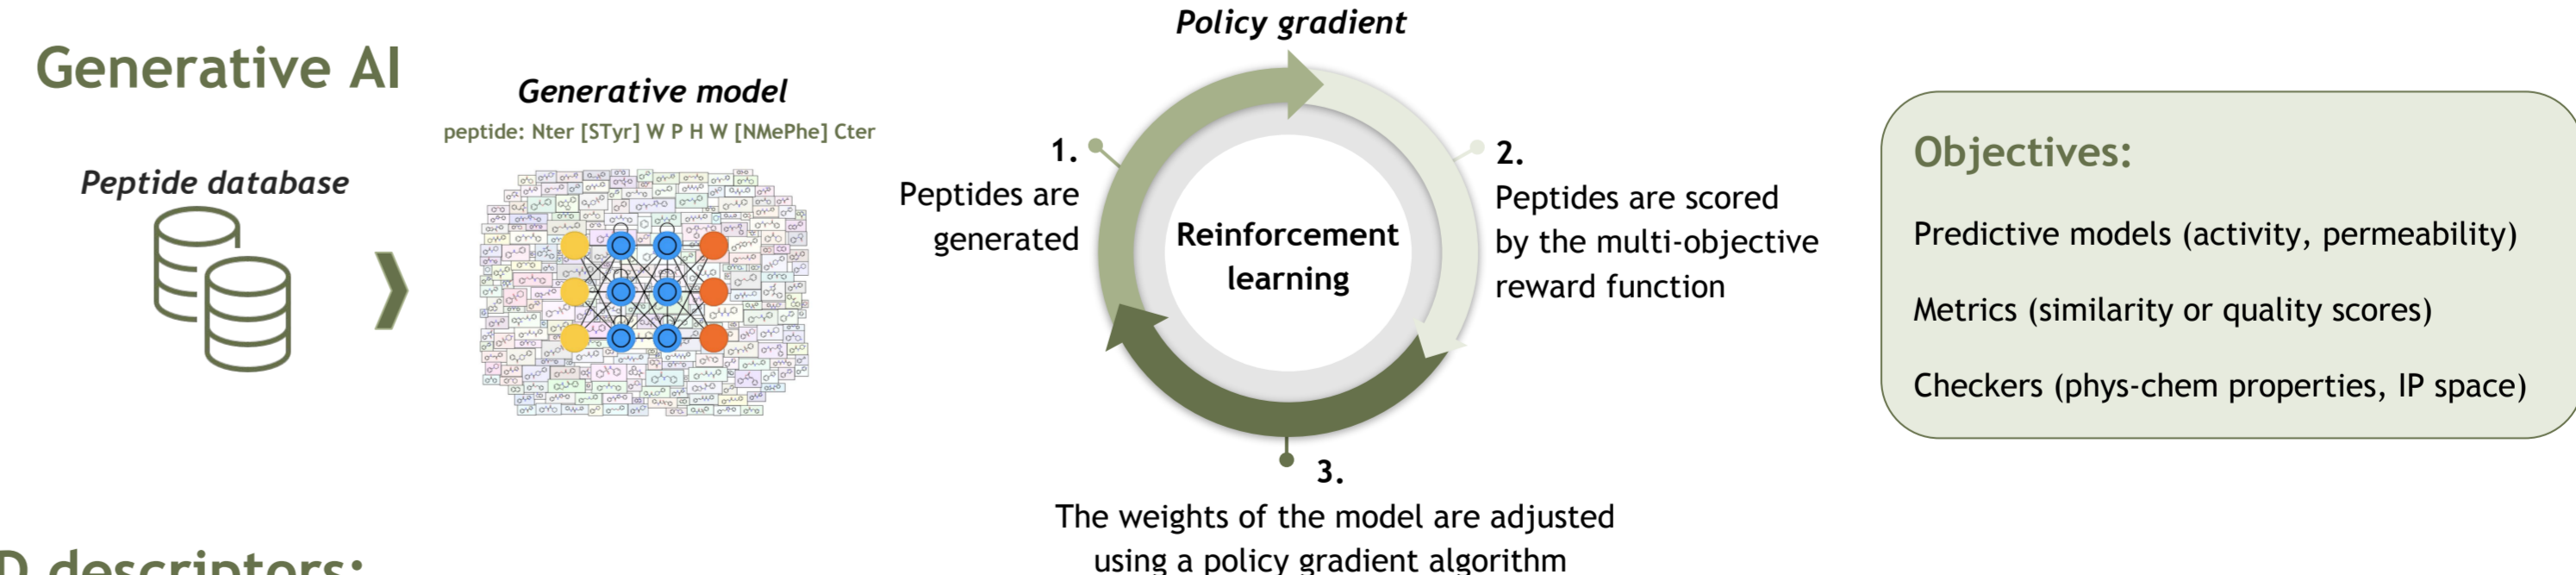 Generative AI
Peptide database
Generative model
peptide: Nter [STyr] W P H W [NMePhe] Cter
Policy gradient
1.
Peptides are
generated
Reinforcement
learning
2.
Peptides are scored
by the multi-objective
reward function
3.
The weights of the model are adjusted
using a policy gradient algorithm
Objectives:
Predictive models (activity, permeability)
Metrics (similarity or quality scores)
Checkers (phys-chem properties, IP space)
D descriptors: